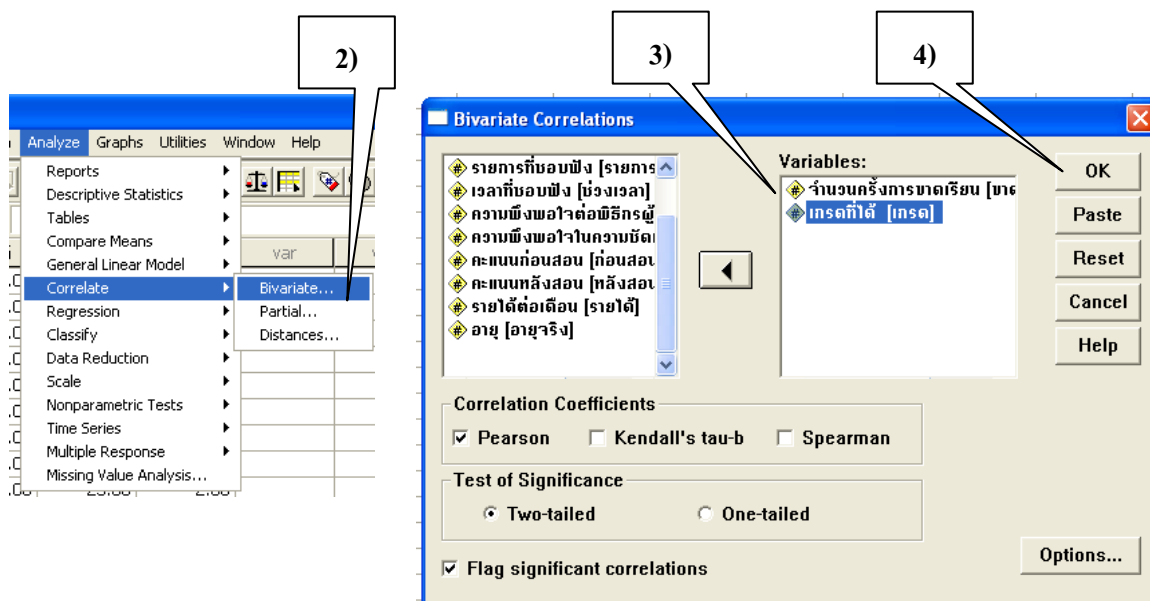 2)
3)
4)
Analyze Graphs Utilities Window Help
Reports
Descriptive Statistics
Tables
Compare Means
General Linear Model
Correlate
Regression
Classify
Data Reduction
Scale
Nonparametric Tests
Time Series
Multiple Response
Missing Value Analysis...
var
Bivariate...
Partial...
Distances...
Bivariate Correlations
รายการที่ชอบฟัง [รายการ
เวลาที่ชอบฟัง [ช่วงเวลา]
ความพึงพอใจต่อพิธีกรผู้
ความพึงพอใจในความชัดเ
คะแนนก่อนสอน [ก่อนสอน
คะแนนหลังสอน [หลังสอน
รายได้ต่อเดือน [รายได้]
อายุ [อายุจริง]
Variables:
จำนวนครั้งการขาดเรียน [ขาด
เกรดที่ได้ [เกรด]
OK
Paste
Reset
Cancel
Help
Correlation Coefficients
Pearson Kendall's tau-b Spearman
Test of Significance
Two-tailed One-tailed
Flag significant correlations
Options...